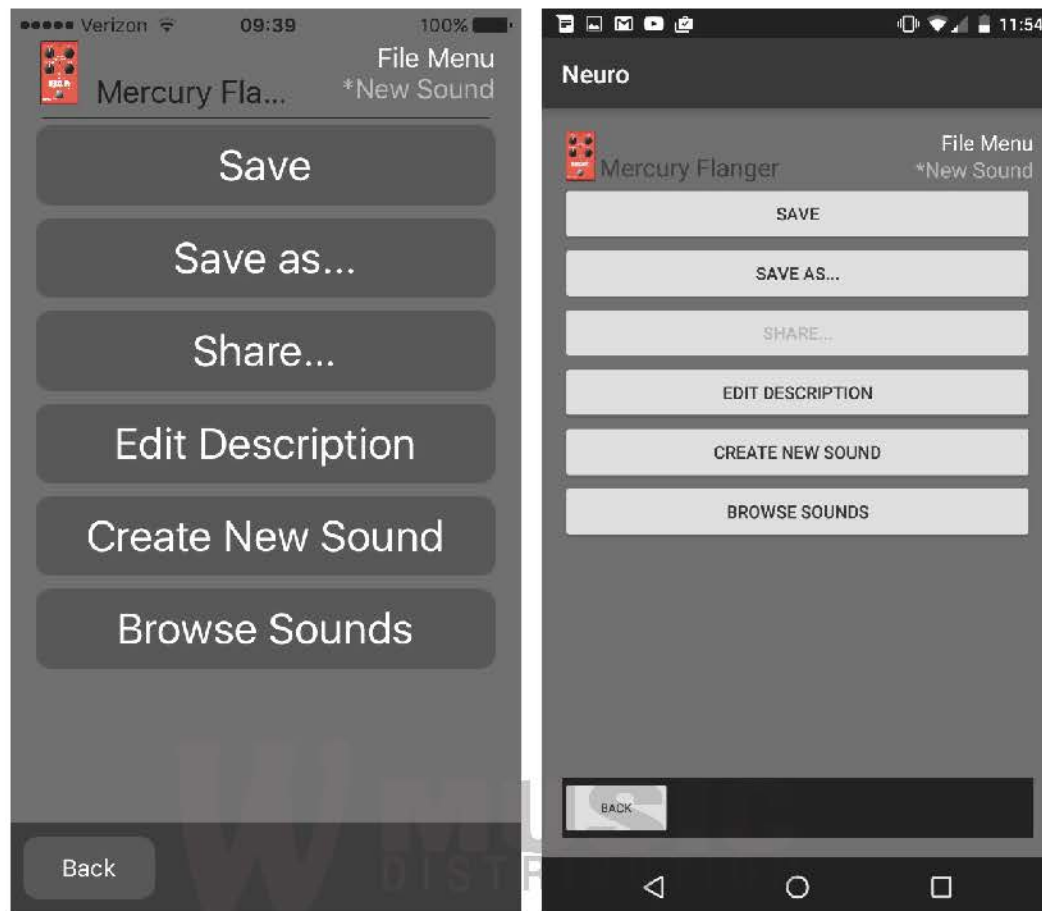 Verizon 09:39 100%
File Menu
Mercury Fla... *New Sound
Save
Save as...
Share...
Edit Description
Create New Sound
Browse Sounds
Back
11:54
Neuro
File Menu
Mercury Flanger *New Sound
SAVE
SAVE AS...
SHARE...
EDIT DESCRIPTION
CREATE NEW SOUND
BROWSE SOUNDS
BACK
W MUSIC